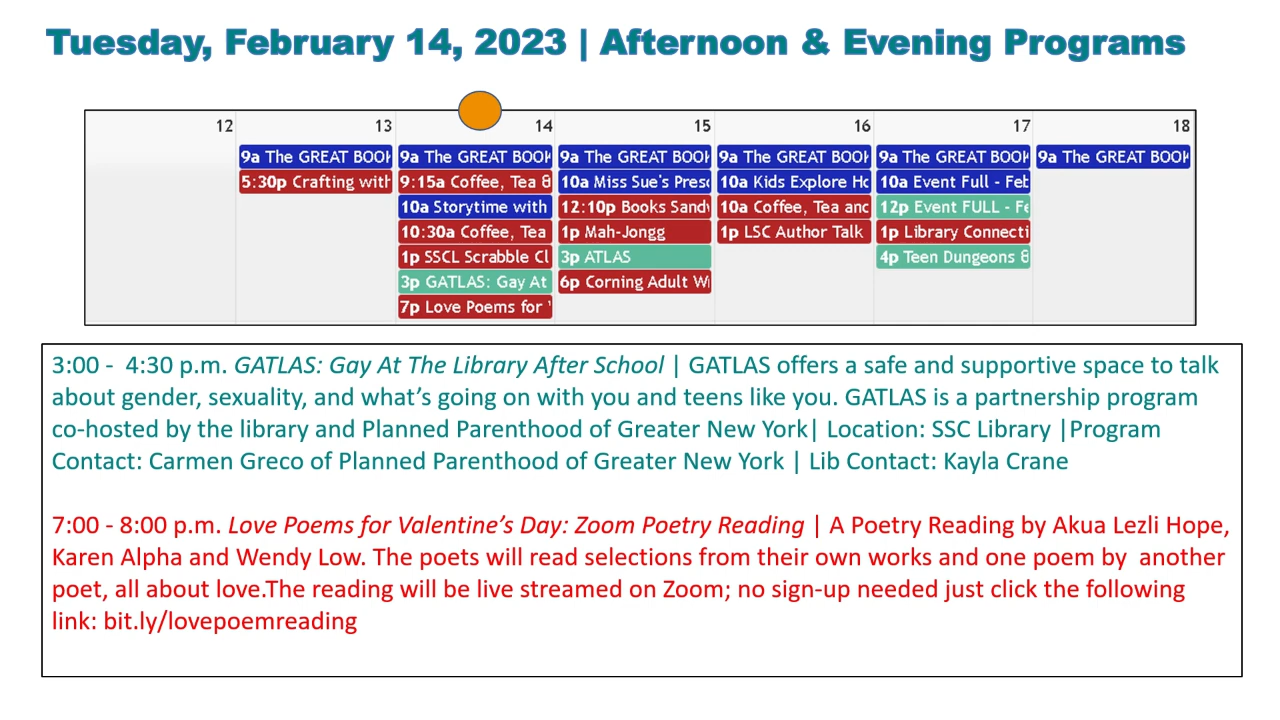 Tuesday, February 14, 2023 | Afternoon & Evening Programs
12 13 14 15 16 17 18
9a The GREAT BOOK 9a The GREAT BOOK 9a The GREAT BOOK 9a The GREAT BOOK 9a The GREAT BOOK 9a The GREAT BOOK
5:30p Crafting with 9:15a Coffee, Tea & 10a Miss Sue's Presc 10a Kids Explore Ho 10a Event Full - Feb
10a Storytime with 12:10p Books Sandw 10a Coffee, Tea and 12p Event FULL - Fe
10:30a Coffee, Tea 1p Mah-Jongg 1p LSC Author Talk 1p Library Connecti
1p SSCL Scrabble Cl 3p ATLAS 4p Teen Dungeons &
3p GATLAS: Gay At 6p Corning Adult Wr
7p Love Poems for
3:00 - 4:30 p.m. GATLAS: Gay At The Library After School | GATLAS offers a safe and supportive space to talk
about gender, sexuality, and what's going on with you and teens like you. GATLAS is a partnership program
co-hosted by the library and Planned Parenthood of Greater New York| Location: SSC Library |Program
Contact: Carmen Greco of Planned Parenthood of Greater New York | Lib Contact: Kayla Crane
7:00 - 8:00 p.m. Love Poems for Valentine's Day: Zoom Poetry Reading | A Poetry Reading by Akua Lezli Hope,
Karen Alpha and Wendy Low. The poets will read selections from their own works and one poem by another
poet, all about love.The reading will be live streamed on Zoom; no sign-up needed just click the following
link: bit.ly/lovepoemreading